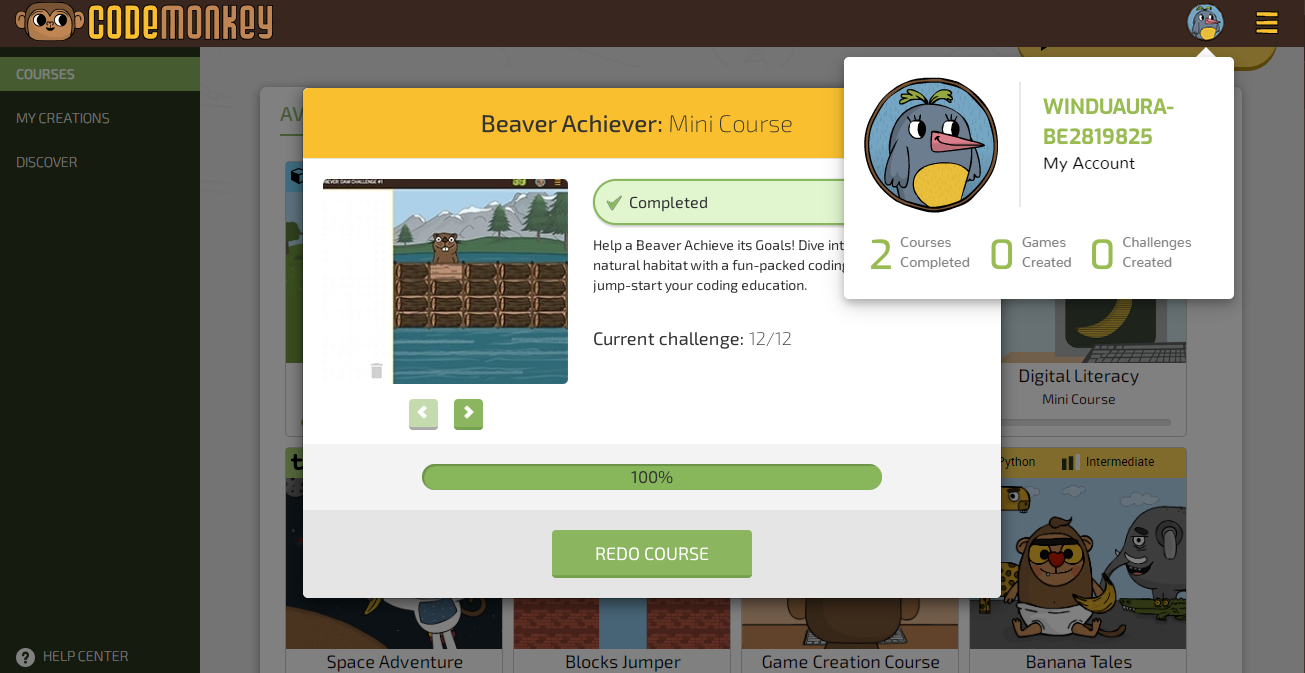 CODEMONKEY
COURSES
MY CREATIONS
DISCOVER
HELP CENTER
AV
Beaver Achiever: Mini Course
DAM CHALLENGE #1
Completed
Help a Beaver Achieve its Goals! Dive int
natural habitat with a fun-packed coding
jump-start your coding education.
Current challenge: 12/12
100%
REDO COURSE
WINDUAURA-
BE2819825
My Account
2 Courses Completed
0 Games Created
0 Challenges Created
Digital Literacy
Mini Course
Python
Intermediate
Space Adventure
Blocks Jumper
Game Creation Course
Banana Tales